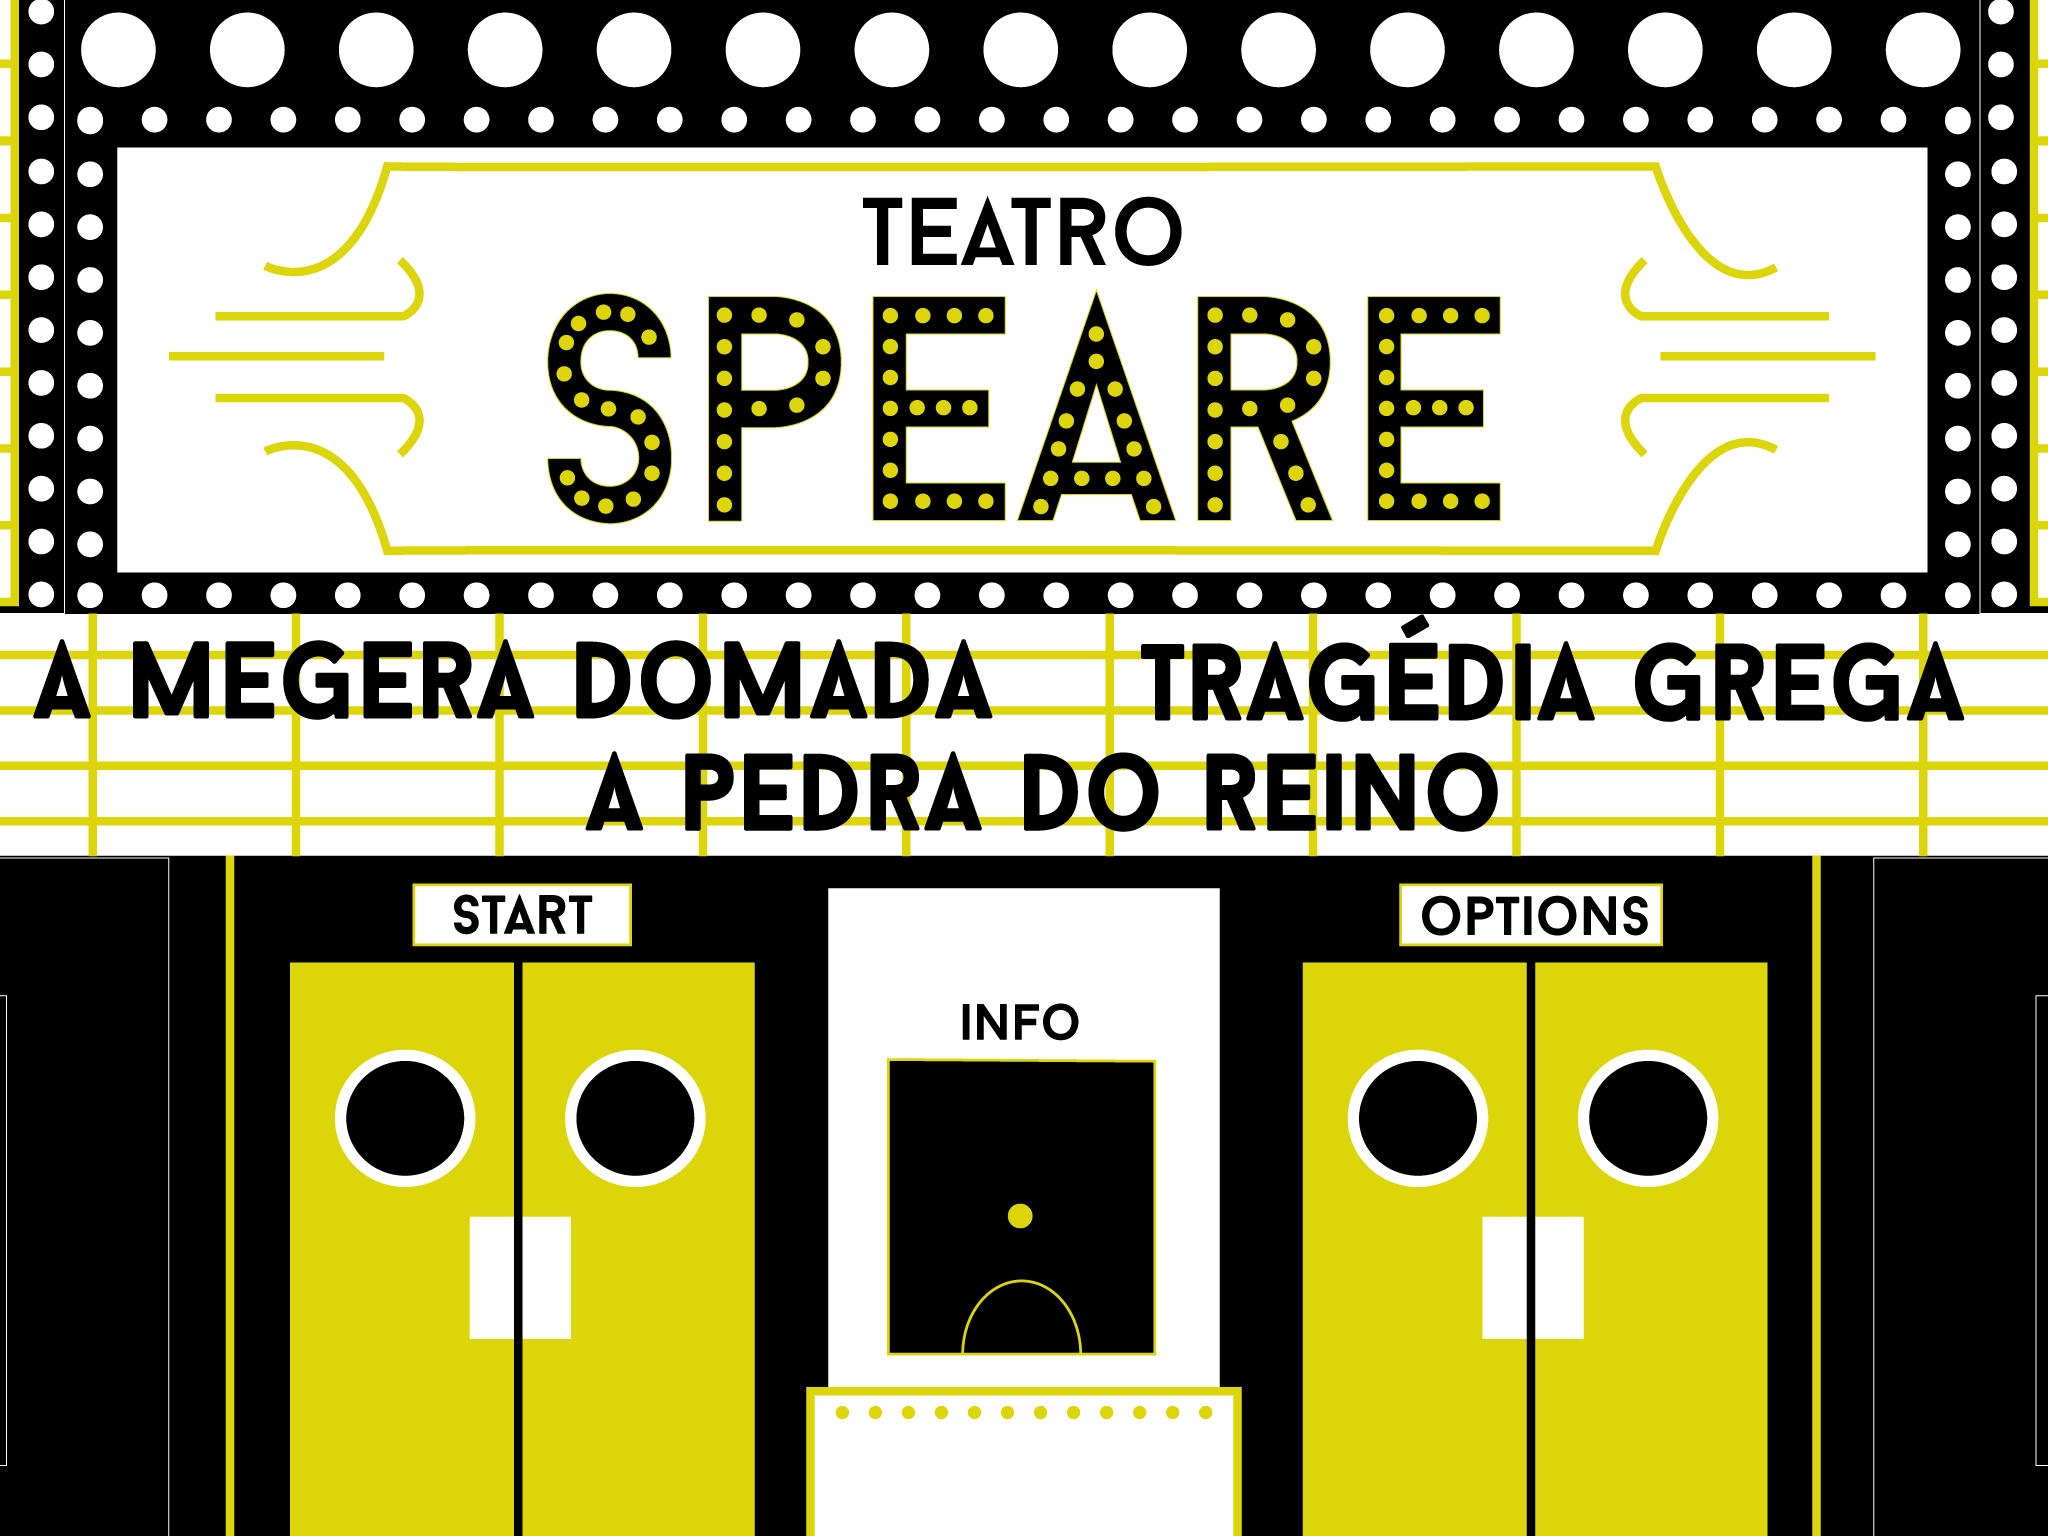 TEATRO
SPEARE
A MEGERA DOMADA TRAGÉDIA GREGA
A PEDRA DO REINO
START
OPTIONS
INFO